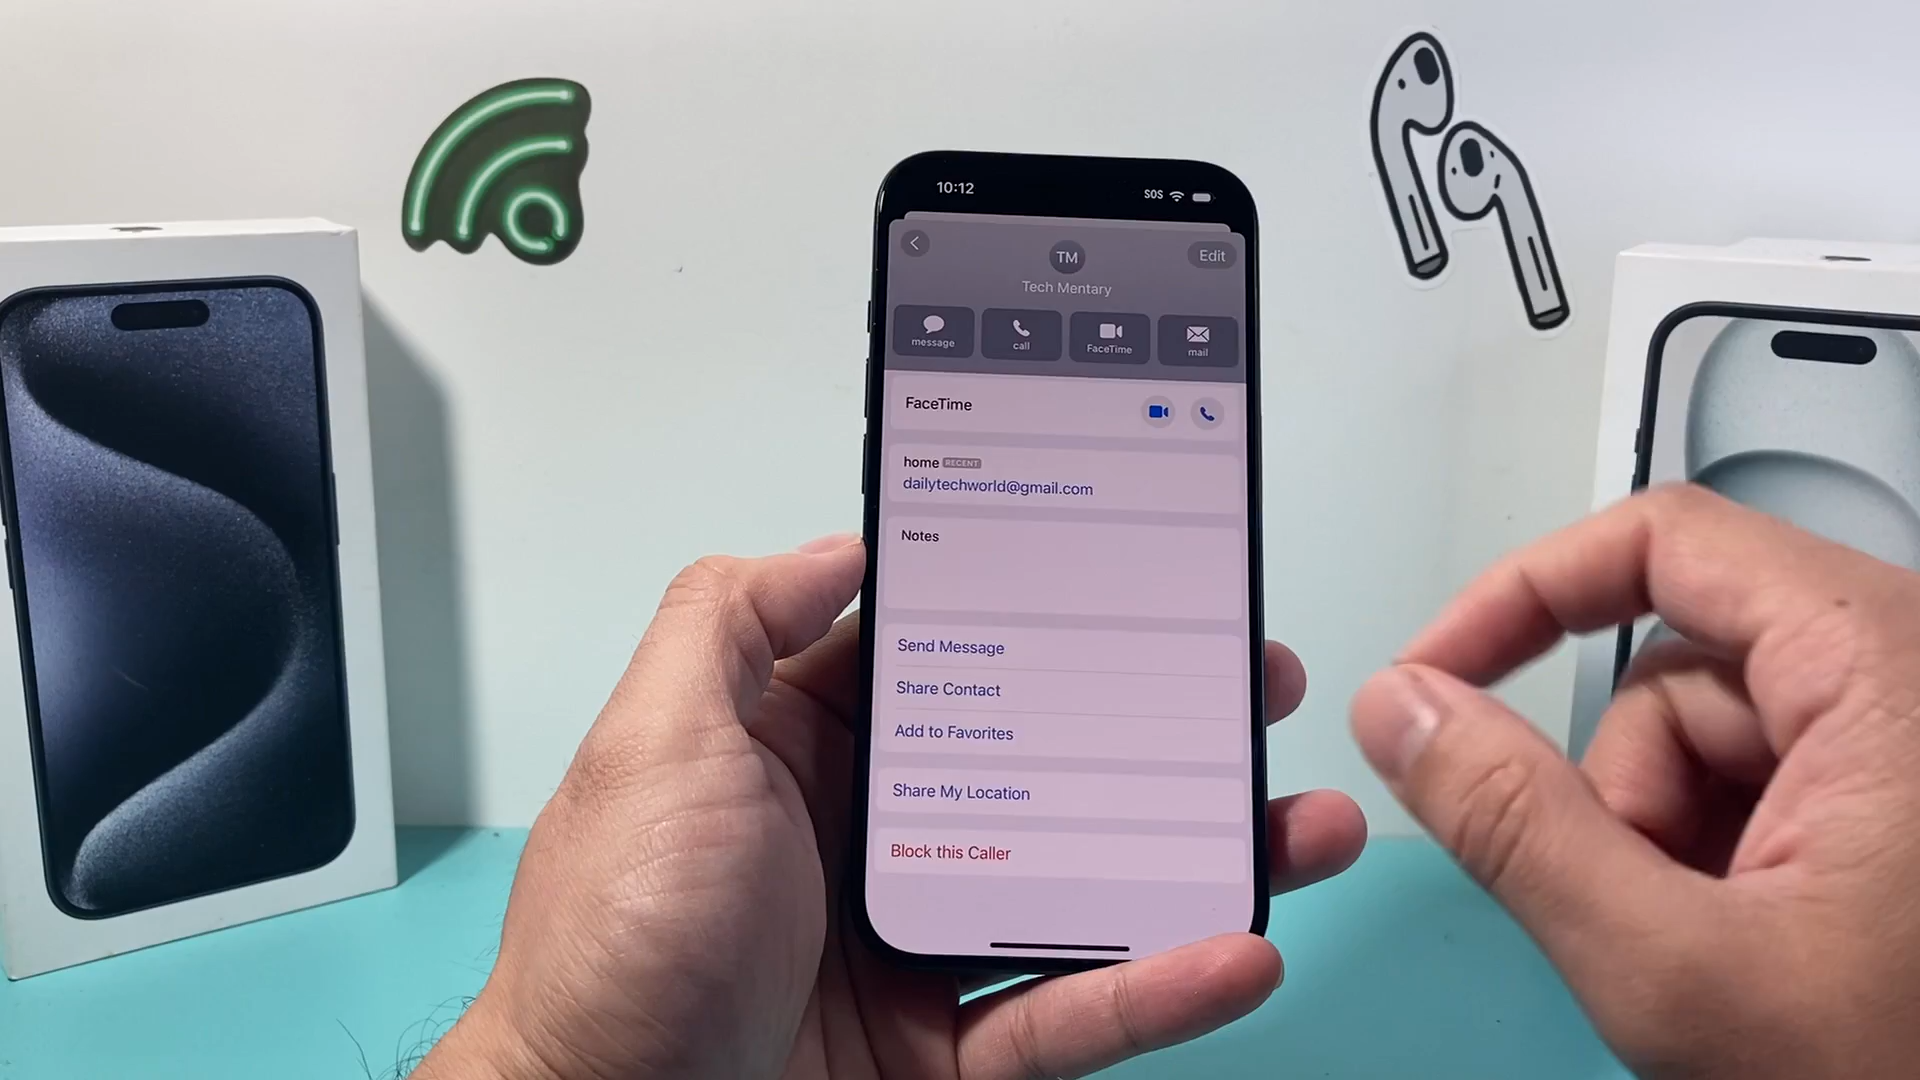 10:12
SOS
TM
Edit
Tech Mentary
message
call
FaceTime
mail
FaceTime
home RECENT
dailytechworld@gmail.com
Notes
Send Message
Share Contact
Add to Favorites
Share My Location
Block this Caller